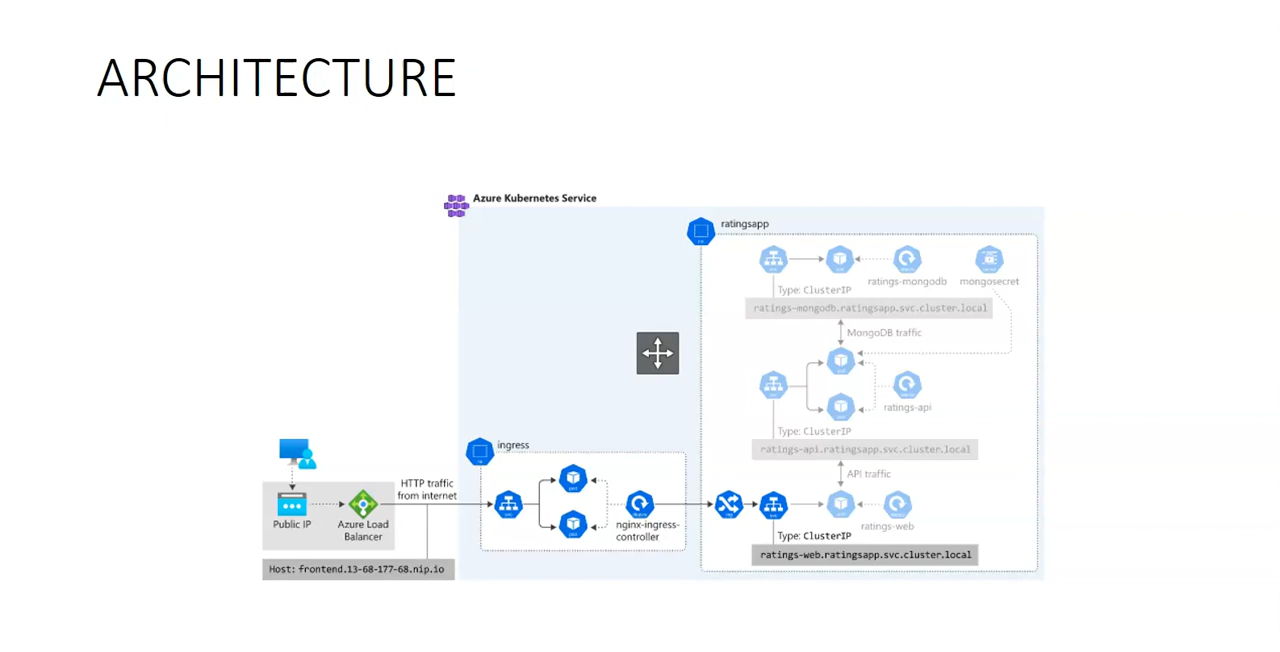 ARCHITECTURE
Azure Kubernetes Service
ratingsapp
ratings-mongodb
mongosecret
Type: ClusterIP
ratings-mongodb.ratingsapp.svc.cluster.local
MongoDB traffic
ratings-api
Type: ClusterIP
ratings-api.ratingsapp.svc.cluster.local
API traffic
ratings-web
Type: ClusterIP
ratings-web.ratingsapp.svc.cluster.local
ingress
nginx-ingress-
controller
HTTP traffic
from internet
Public IP
Azure Load
Balancer
Host: frontend.13-68-177-68.nip.io